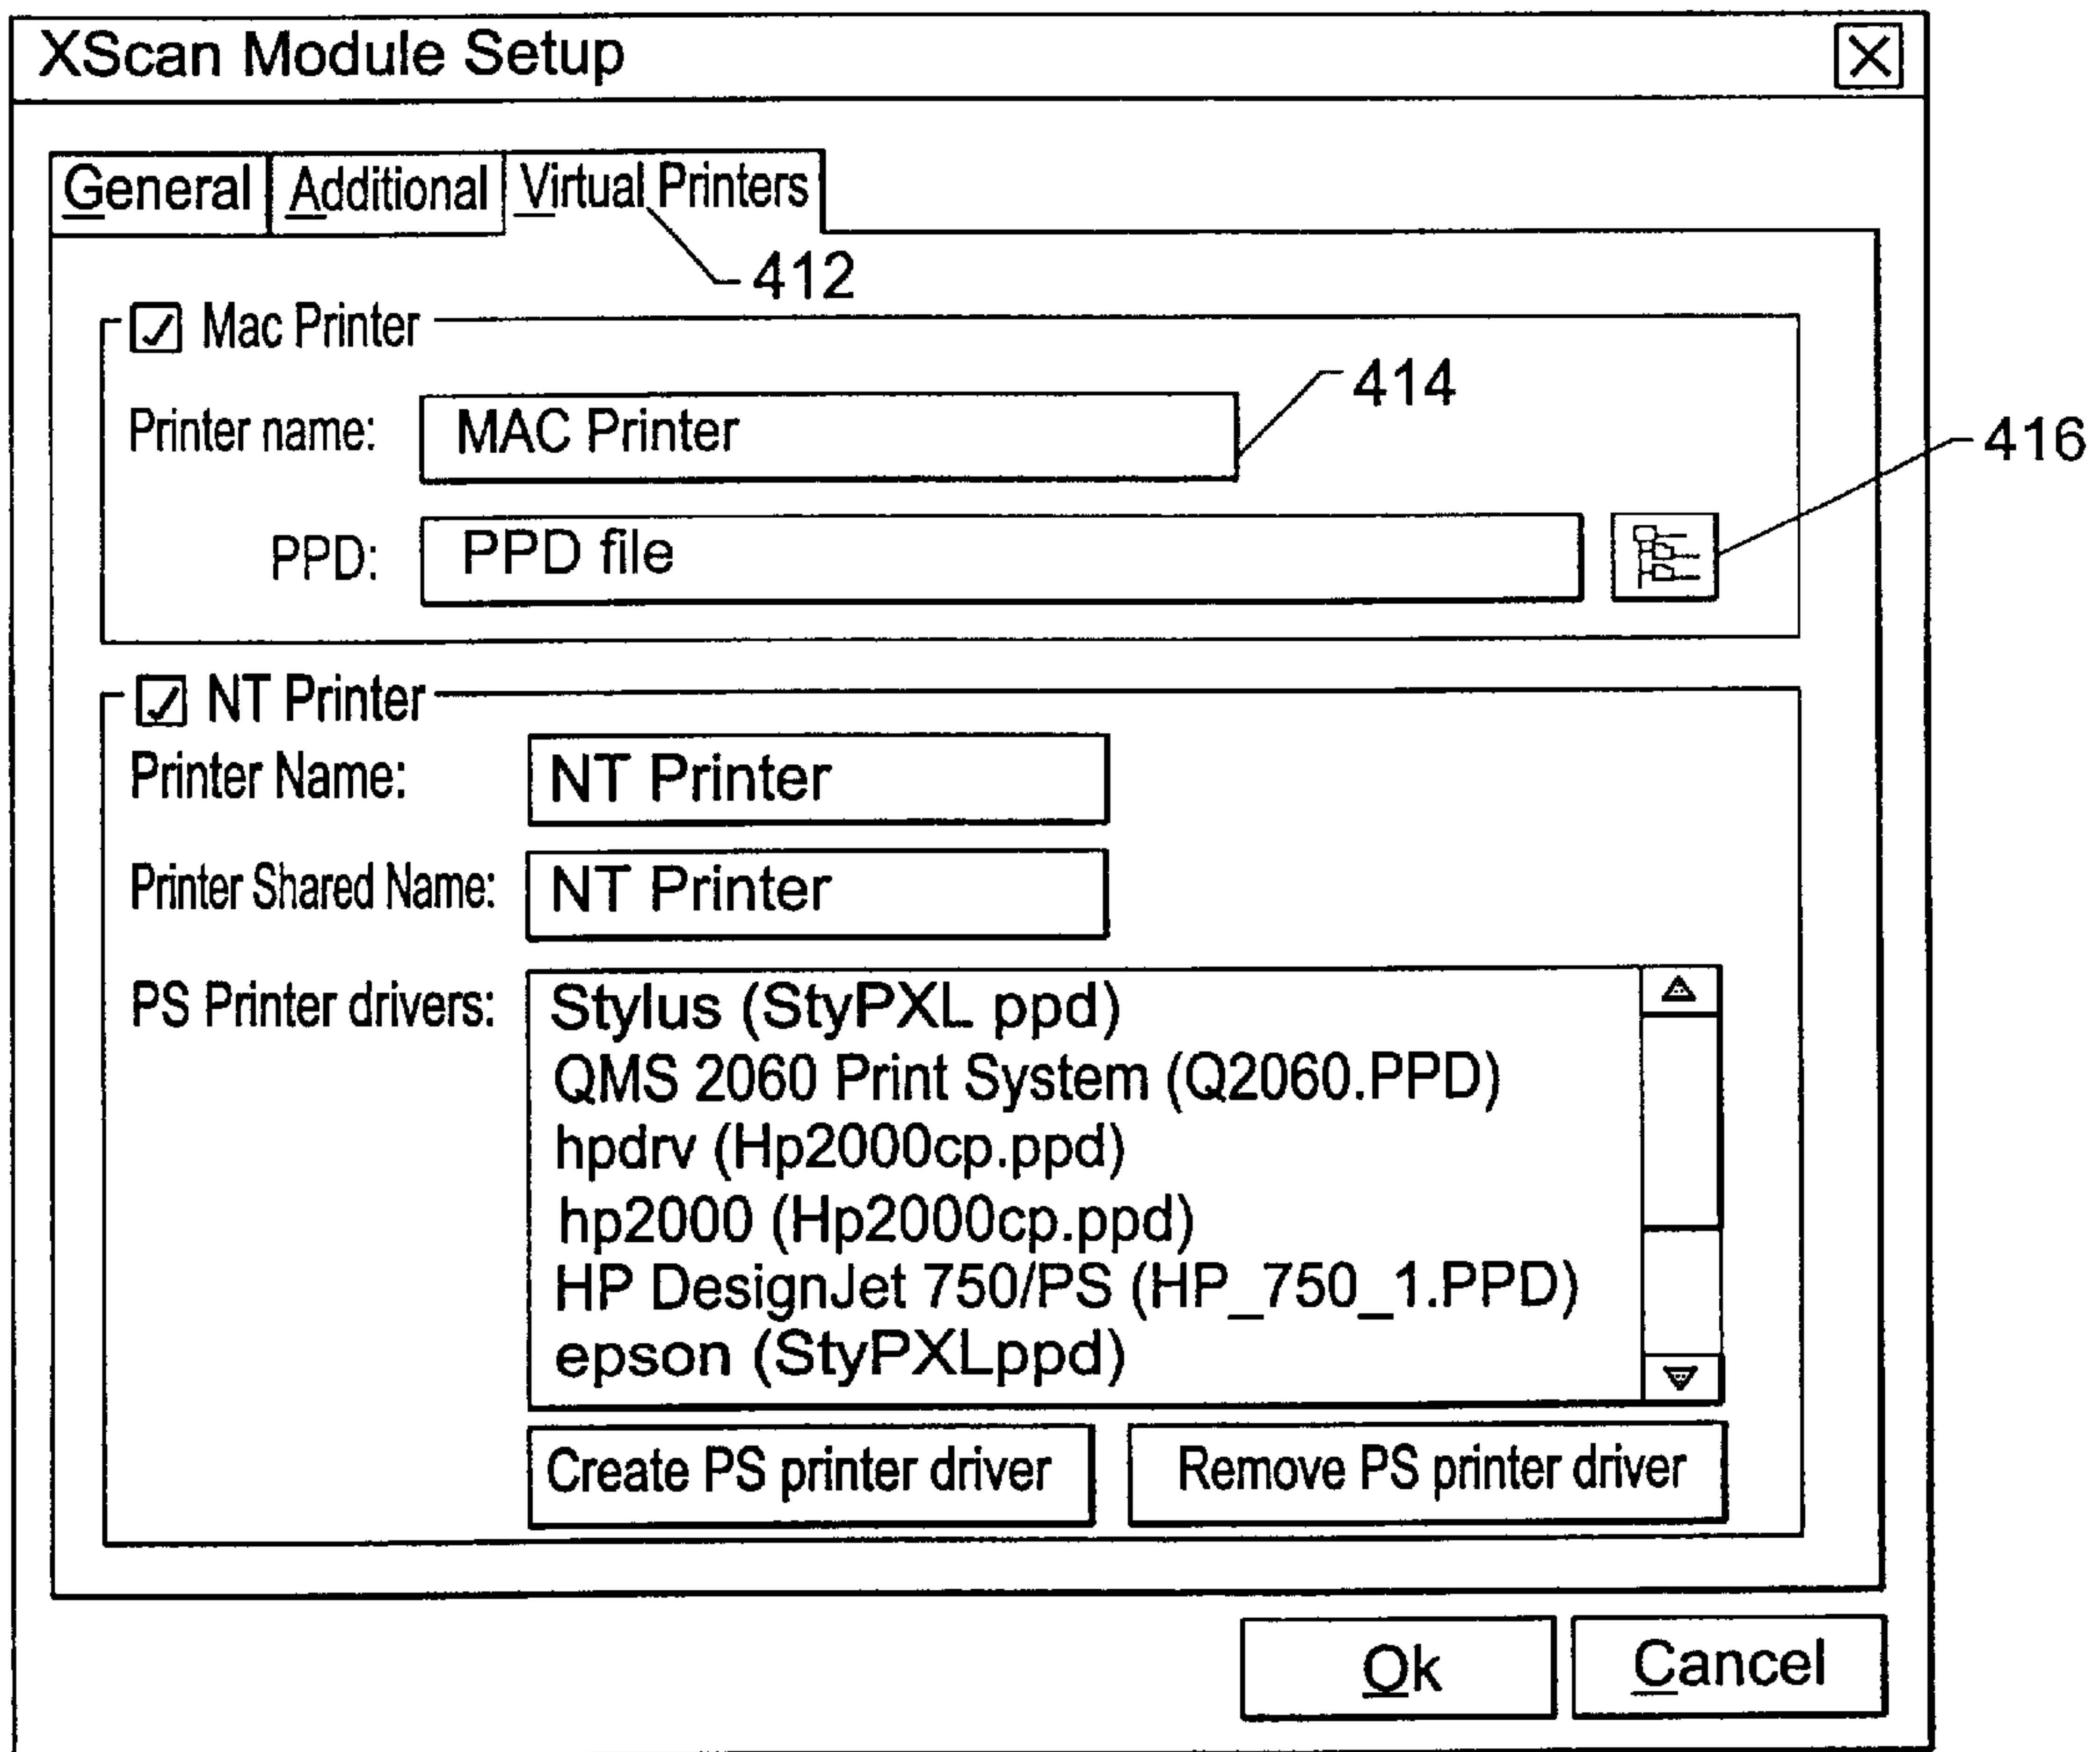 XScan Module Setup
General Additional Virtual Printers
412
Mac Printer
414
Printer name: MAC Printer
416
PPD: PPD file
NT Printer
Printer Name: NT Printer
Printer Shared Name: NT Printer
PS Printer drivers: Stylus (StyPXL ppd)
QMS 2060 Print System (Q2060.PPD)
hpdrv (Hp2000cp.ppd)
hp2000 (Hp2000cp.ppd)
HP DesignJet 750/PS (HP_750_1.PPD)
epson (StyPXLppd)
Create PS printer driver Remove PS printer driver
Ok Cancel